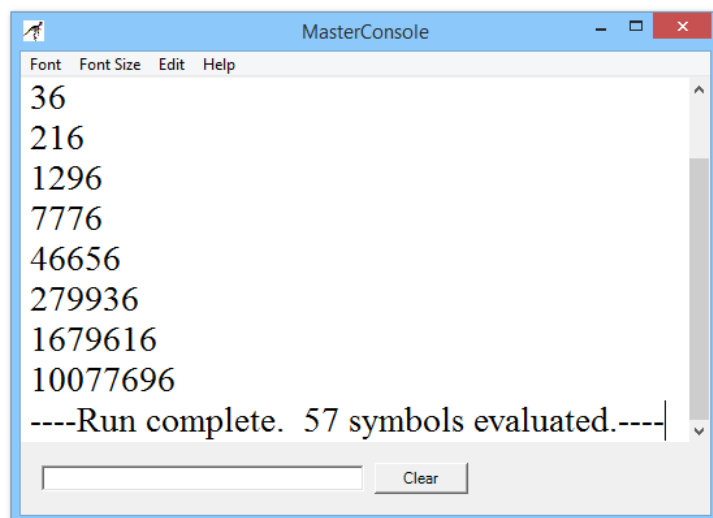 MasterConsole
Font Font Size Edit Help
36
216
1296
7776
46656
279936
1679616
10077696
----Run complete.  57 symbols evaluated.----
Clear